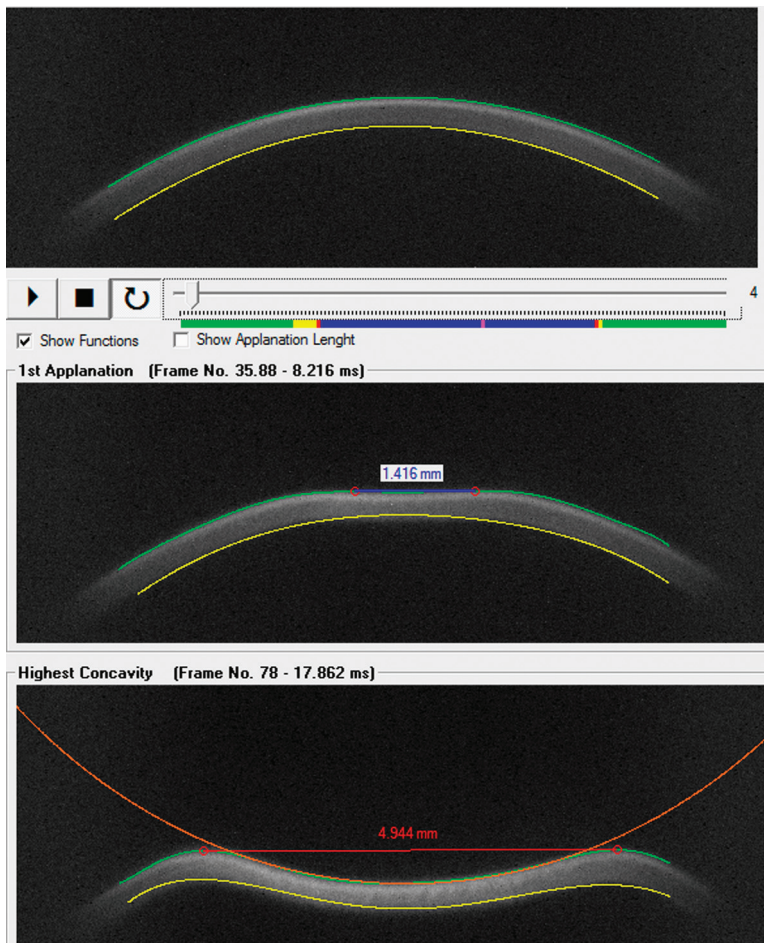 4
Show Functions
Show Applanation Lenght
1st Applanation (Frame No. 35.88 - 8.216 ms)
1.416 mm
Highest Concavity (Frame No. 78 - 17.862 ms)
4.944 mm